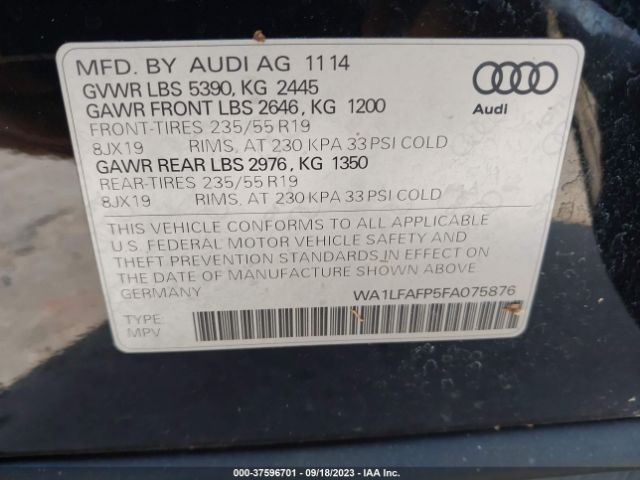 MFD. BY AUDI AG 11 14
GVWR LBS 5390, KG 2445
GAWR FRONT LBS 2646, KG 1200
FRONT-TIRES 235/55 R19
8JX19 RIMS, AT 230 KPA 33 PSI COLD
GAWR REAR LBS 2976, KG 1350
REAR-TIRES 235/55 R19
8JX19 RIMS, AT 230 KPA 33 PSI COLD
Audi
THIS VEHICLE CONFORMS TO ALL APPLICABLE
U.S. FEDERAL MOTOR VEHICLE SAFETY AND
THEFT PREVENTION STANDARDS IN EFFECT ON
THE DATE OF MANUFACTURE SHOWN ABOVE
GERMANY WA1LFAFP5FA075876
TYPE:
MPV
000-37596701 - 09/18/2023 - IAA Inc.